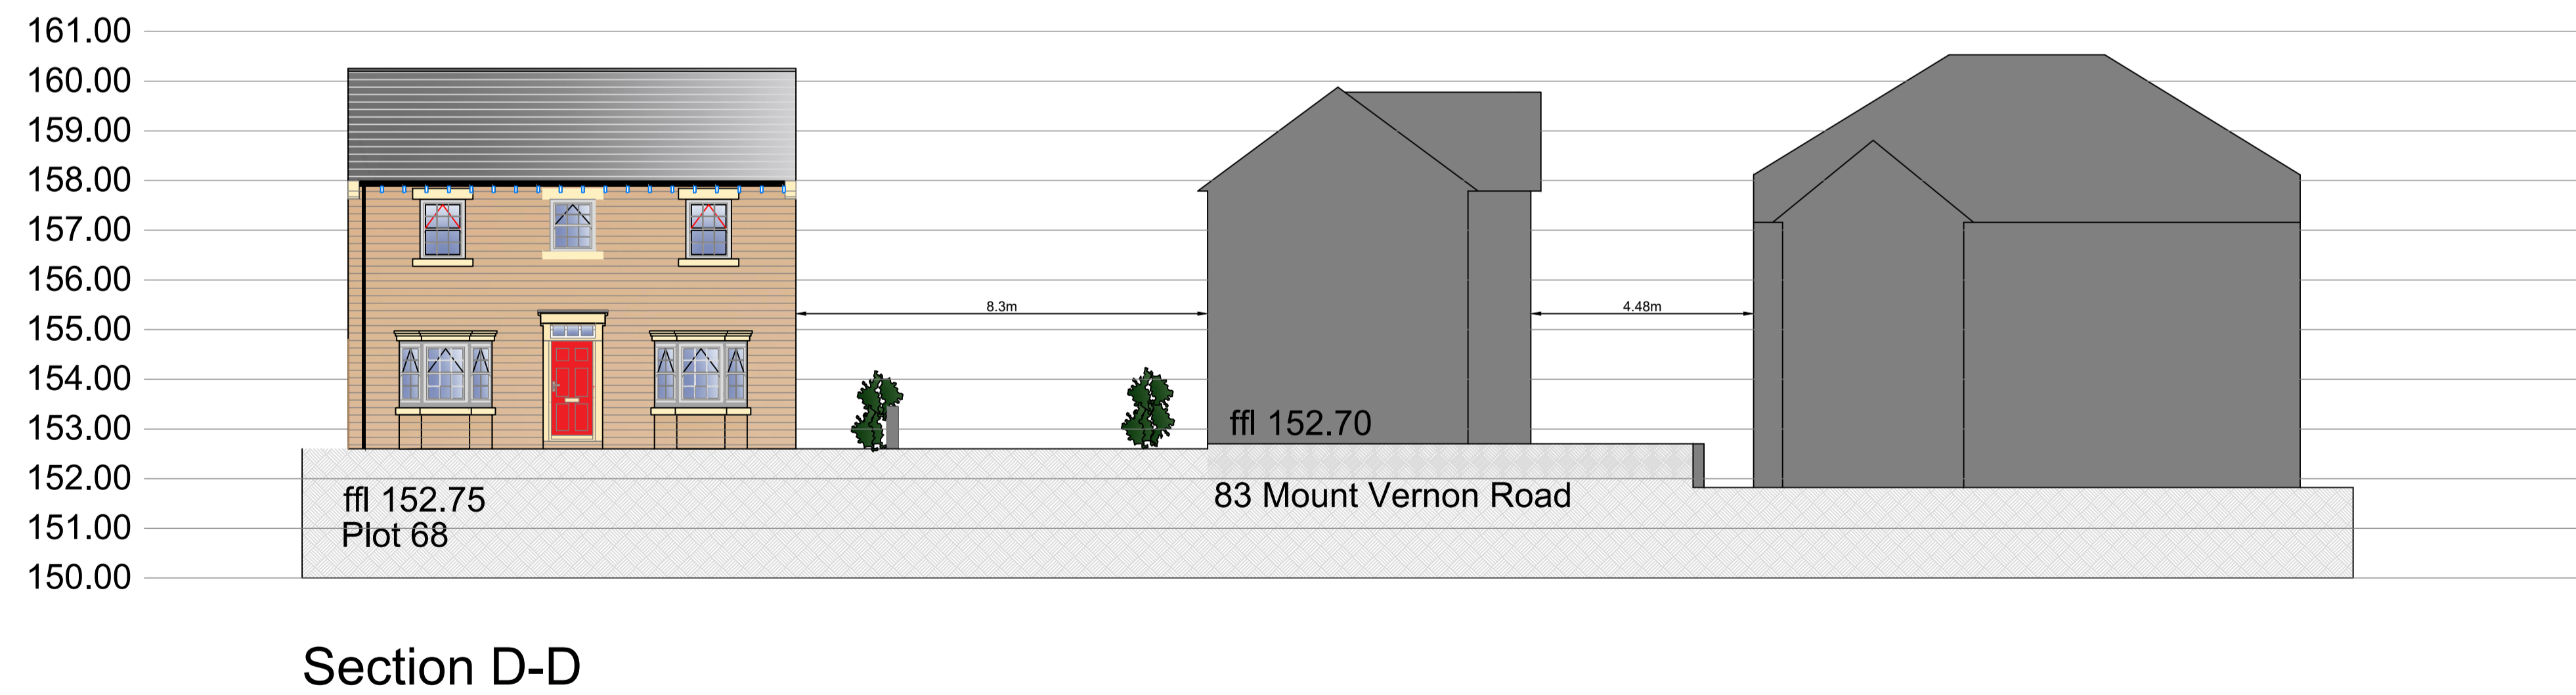 161.00
160.00
159.00
158.00
157.00
156.00
155.00
154.00
153.00
152.00
151.00
150.00
8.3m
4.48m
ffl 152.70
83 Mount Vernon Road
ffl 152.75
Plot 68
Section D-D